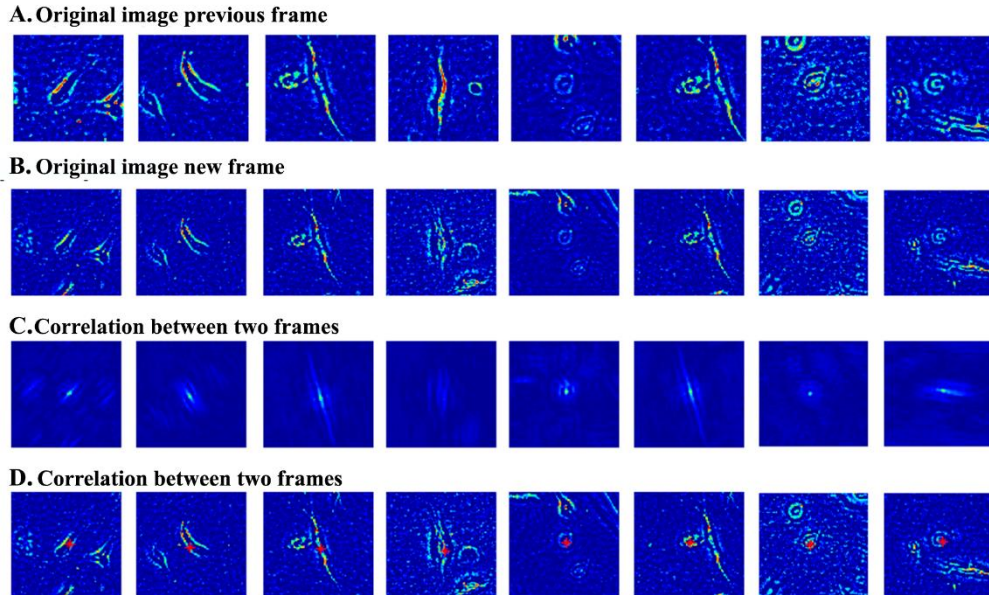 A. Original image previous frame
B. Original image new frame
C.Correlation between two frames
D. Correlation between two frames